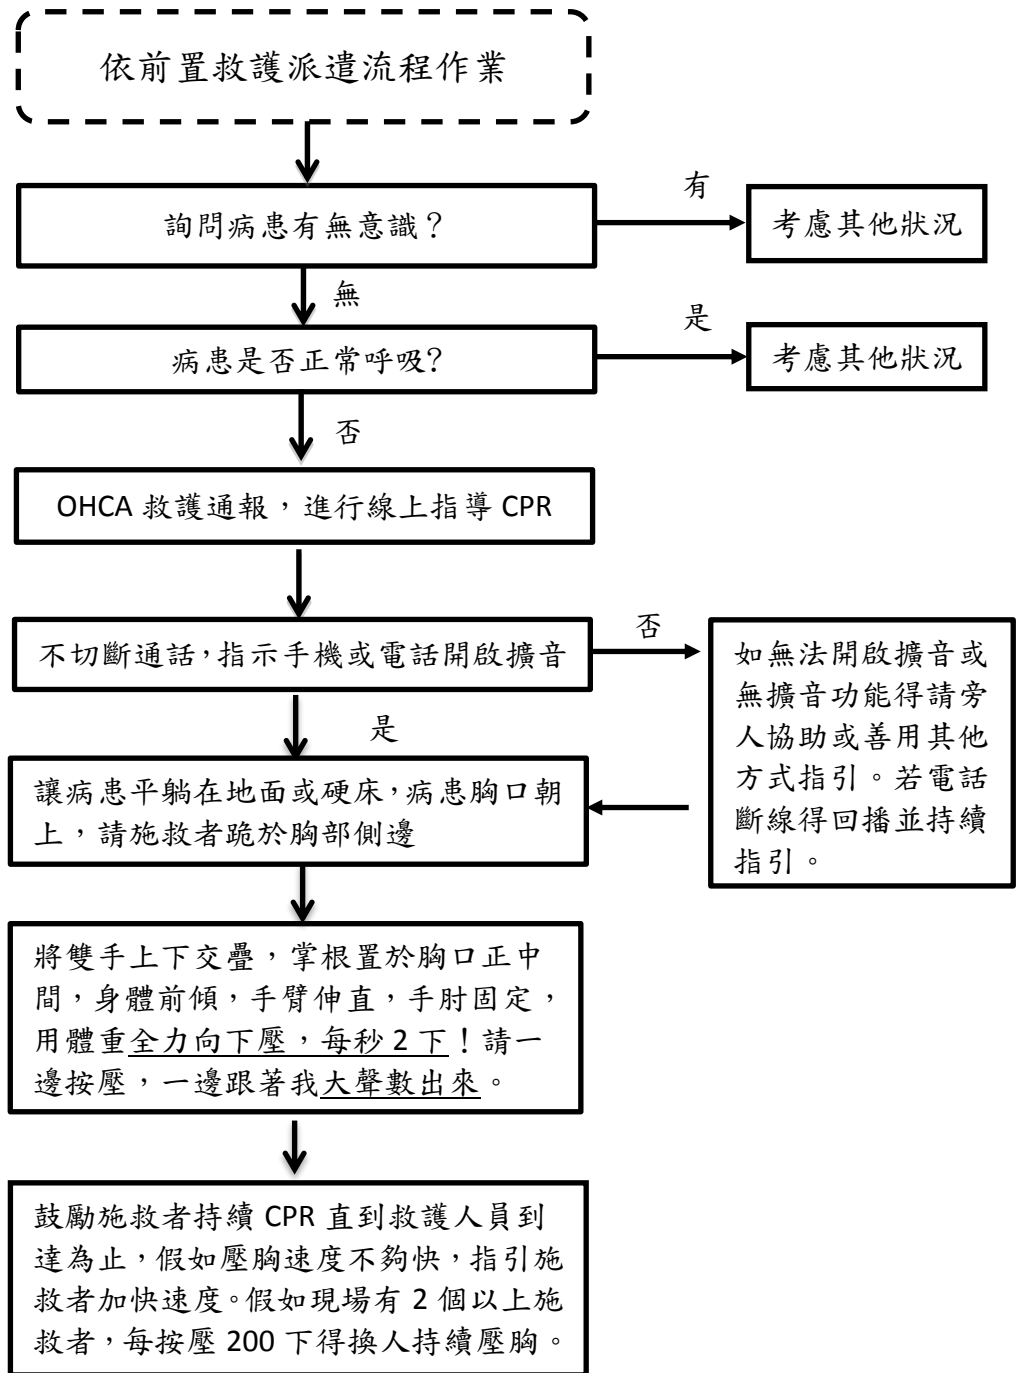 依前置救護派遣流程作業
詢問病患有無意識？
有
考慮其他狀況
無
病患是否正常呼吸?
是
考慮其他狀況
否
OHCA 救護通報，進行線上指導 CPR
不切斷通話，指示手機或電話開啟擴音
否
如無法開啟擴音或
無擴音功能得請旁
人協助或善用其他
方式指引。若電話
斷線得回播並持續
指引。
是
讓病患平躺在地面或硬床，病患胸口朝
上，請施救者跪於胸部側邊
將雙手上下交疊，掌根置於胸口正中
間，身體前傾，手臂伸直，手肘固定，
用體重全力向下壓，每秒 2 下！請一
邊按壓，一邊跟著我大聲數出來。
鼓勵施救者持續 CPR 直到救護人員到
達為止，假如壓胸速度不夠快，指引施
救者加快速度。假如現場有 2 個以上施
救者，每按壓 200 下得換人持續壓胸。